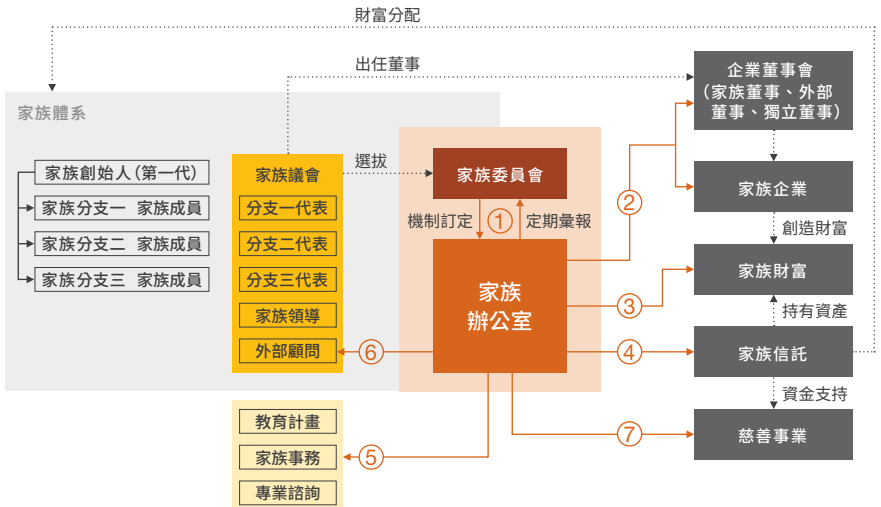 財富分配
出任董事
企業董事會
（家族董事、外部
董事、獨立董事）
家族體系
家族創始人（第一代）
家族分支一 家族成員
家族分支二 家族成員
家族分支三 家族成員
家族議會
分支一代表
分支二代表
分支三代表
家族領導
外部顧問
選拔
家族委員會
機制訂定
①
定期彙報
家族
辦公室
②
③
④
⑥
⑤
⑦
家族企業
創造財富
家族財富
持有資產
家族信託
資金支持
慈善事業
教育計畫
家族事務
專業諮詢